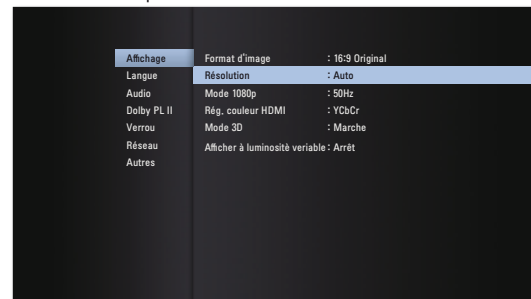 Affichage
Langue
Audio
Dolby PL II
Verrou
Réseau
Autres
Format d'image : 16:9 Original
Résolution : Auto
Mode 1080p : 50Hz
Rég. couleur HDMI : YCbCr
Mode 3D : Marche
Afficher à luminositè veriable : Arrêt